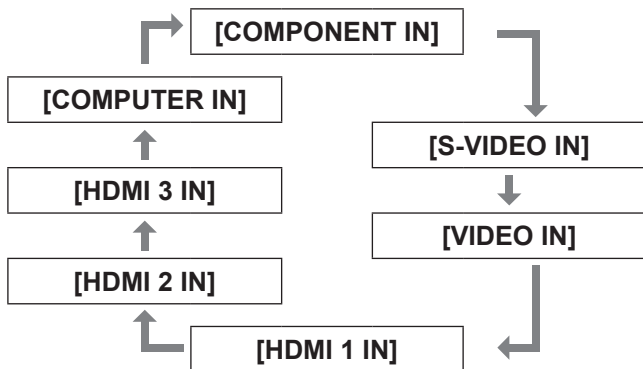 [COMPONENT IN]
[COMPUTER IN]
[S-VIDEO IN]
[HDMI 3 IN]
[VIDEO IN]
[HDMI 2 IN]
[HDMI 1 IN]